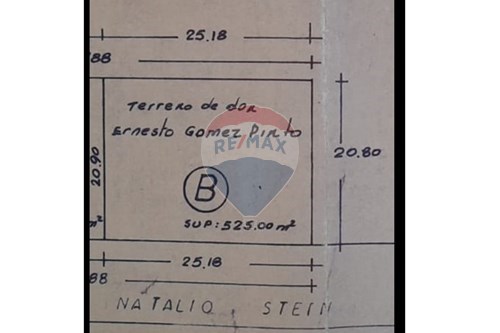 25.18
88
Terreno de don
Ernesto Gomez Pinto
RE/MAX
20.90
20.80
B
m²
SUP: 525.00 m²
25.18
88
NATALIO STEIN